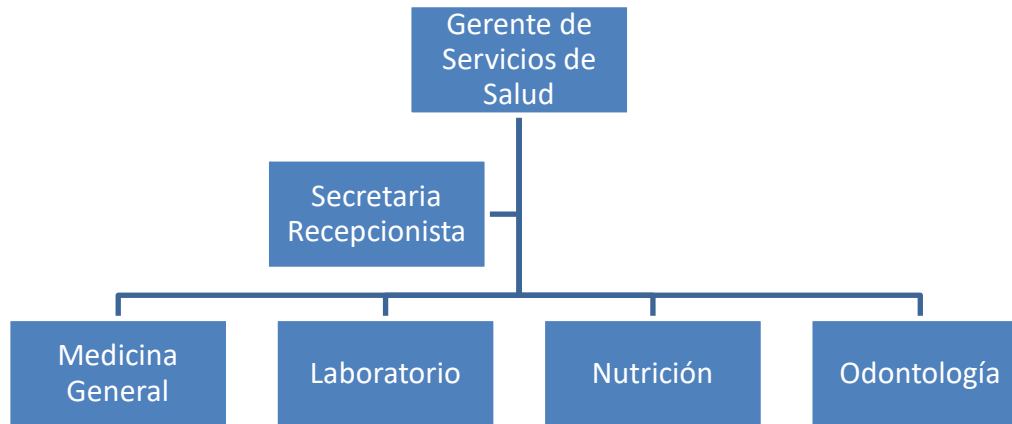 Gerente de
Servicios de
Salud
Secretaria
Recepcionista
Medicina
General
Laboratorio
Nutrición
Odontología